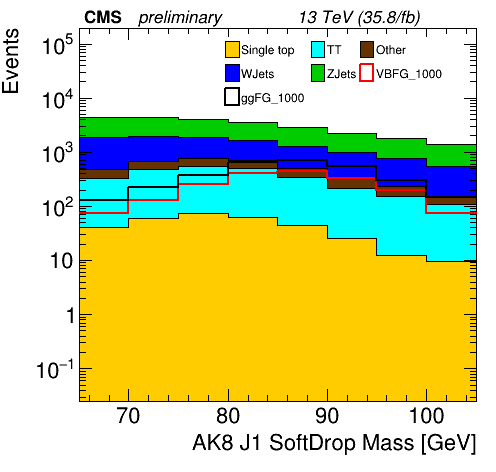 CMS preliminary 13 TeV (35.8/fb)
Events
Single top TT Other
WJets ZJets VBFG_1000
ggFG_1000
10^5
10^4
10^3
10^2
10
1
10^−1
70 80 90 100
AK8 J1 SoftDrop Mass [GeV]